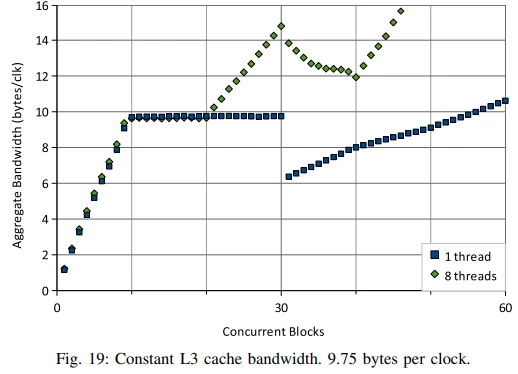 16
14
12
10
8
6
4
2
0
Aggregate Bandwidth (bytes/clk)
1 thread
8 threads
0
30
60
Concurrent Blocks
Fig. 19: Constant L3 cache bandwidth. 9.75 bytes per clock.